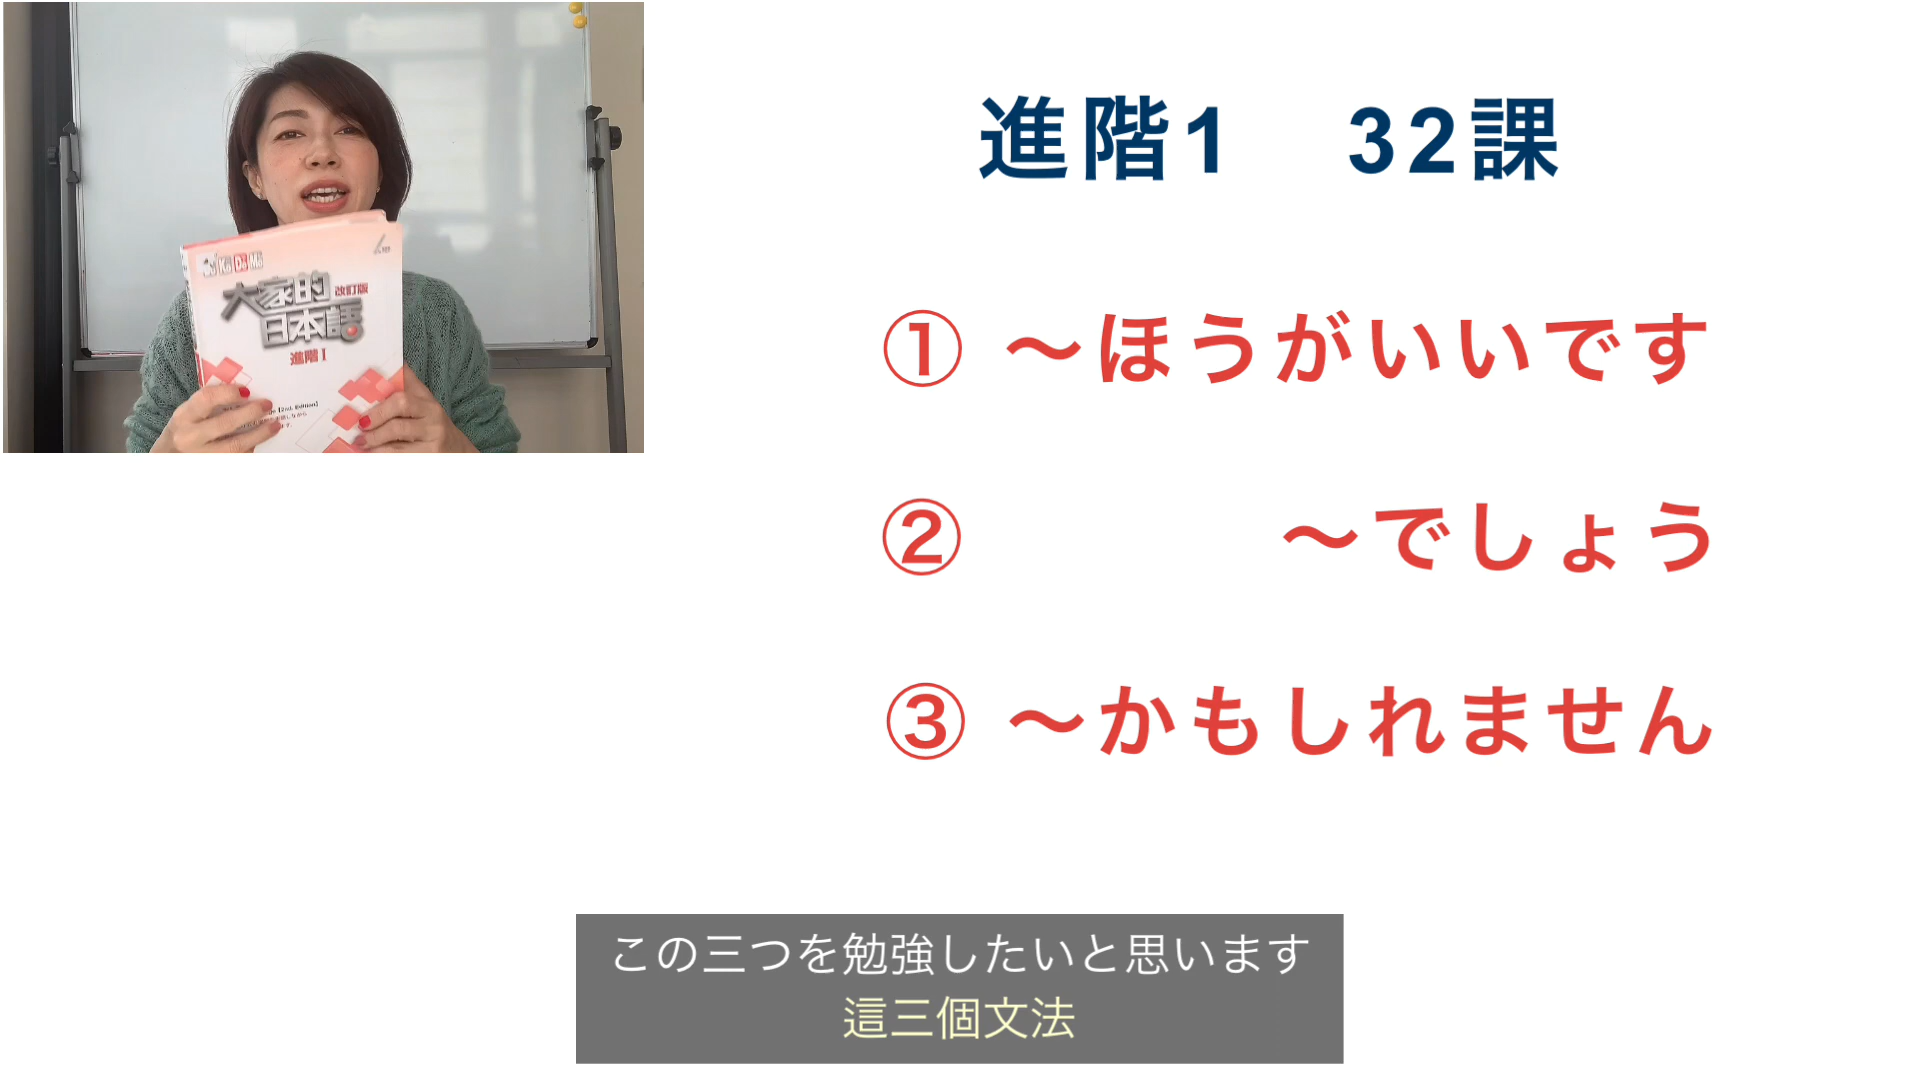 進階1 32課
① ～ほうがいいです
② ～でしょう
③ ～かもしれません
大家的 改訂版
日本語
進階 I
この三つを勉強したいと思います
這三個文法